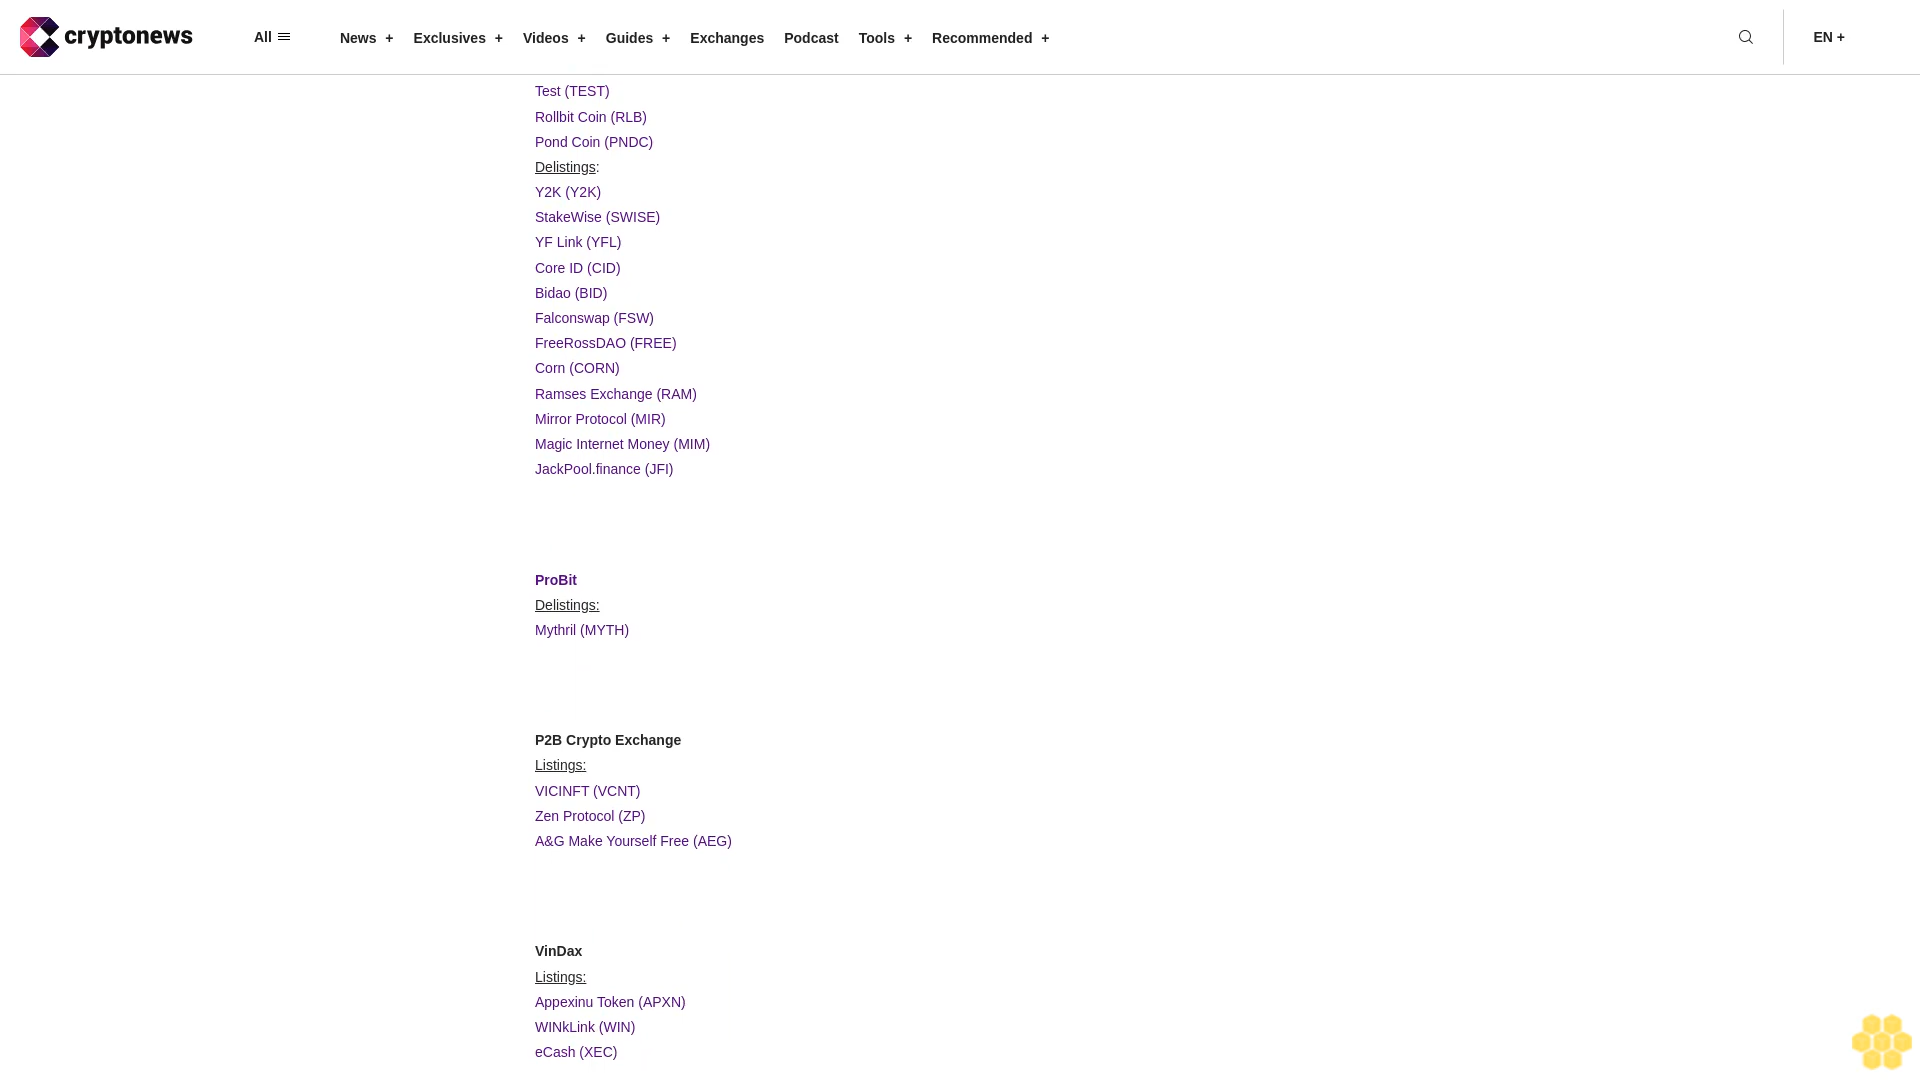 cryptonews
All
News +
Exclusives +
Videos +
Guides +
Exchanges
Podcast
Tools +
Recommended +
EN +
Test (TEST)
Rollbit Coin (RLB)
Pond Coin (PNDC)
Delistings:
Y2K (Y2K)
StakeWise (SWISE)
YF Link (YFL)
Core ID (CID)
Bidao (BID)
Falconswap (FSW)
FreeRossDAO (FREE)
Corn (CORN)
Ramses Exchange (RAM)
Mirror Protocol (MIR)
Magic Internet Money (MIM)
JackPool.finance (JFI)
ProBit
Delistings:
Mythril (MYTH)
P2B Crypto Exchange
Listings:
VICINFT (VCNT)
Zen Protocol (ZP)
A&G Make Yourself Free (AEG)
VinDax
Listings:
Appexinu Token (APXN)
WINkLink (WIN)
eCash (XEC)